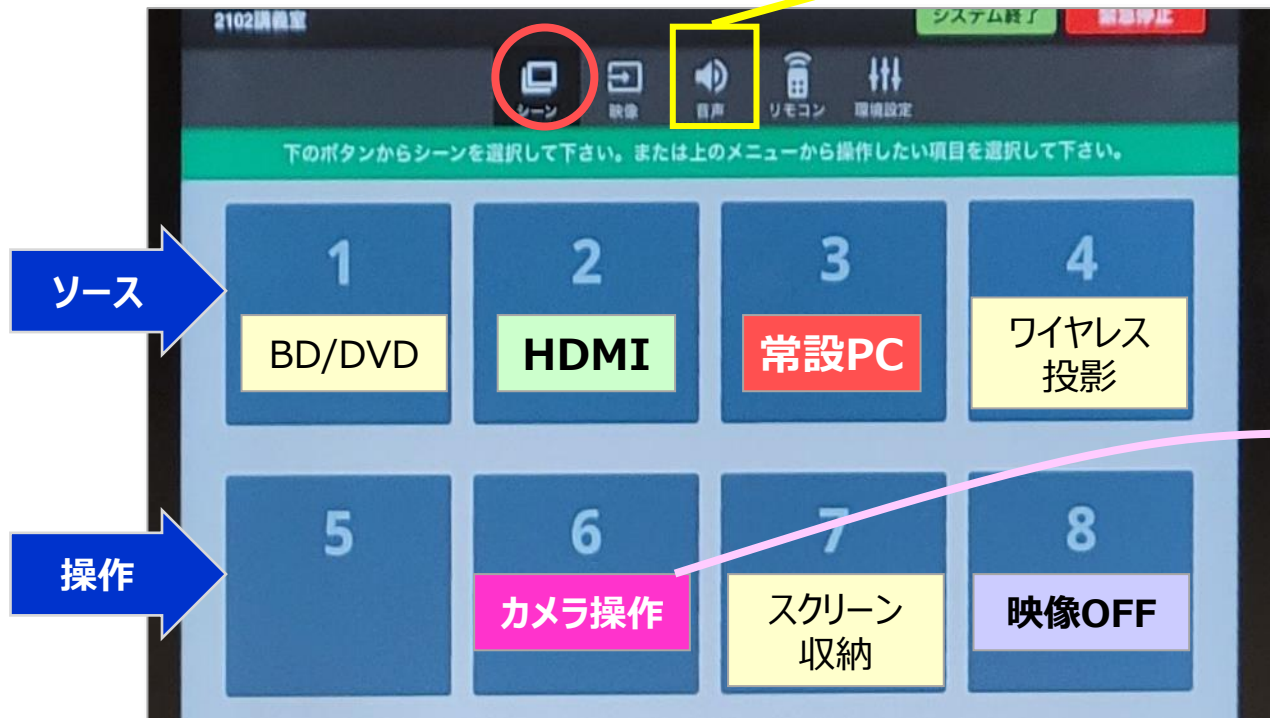 2102講義室
システム終了
緊急停止
シーン
映像
音声
リモコン
環境設定
下のボタンからシーンを選択して下さい。または上のメニューから操作したい項目を選択して下さい。
ソース
1
2
3
4
BD/DVD
HDMI
常設PC
ワイヤレス
投影
操作
5
6
7
8
カメラ操作
スクリーン
収納
映像OFF